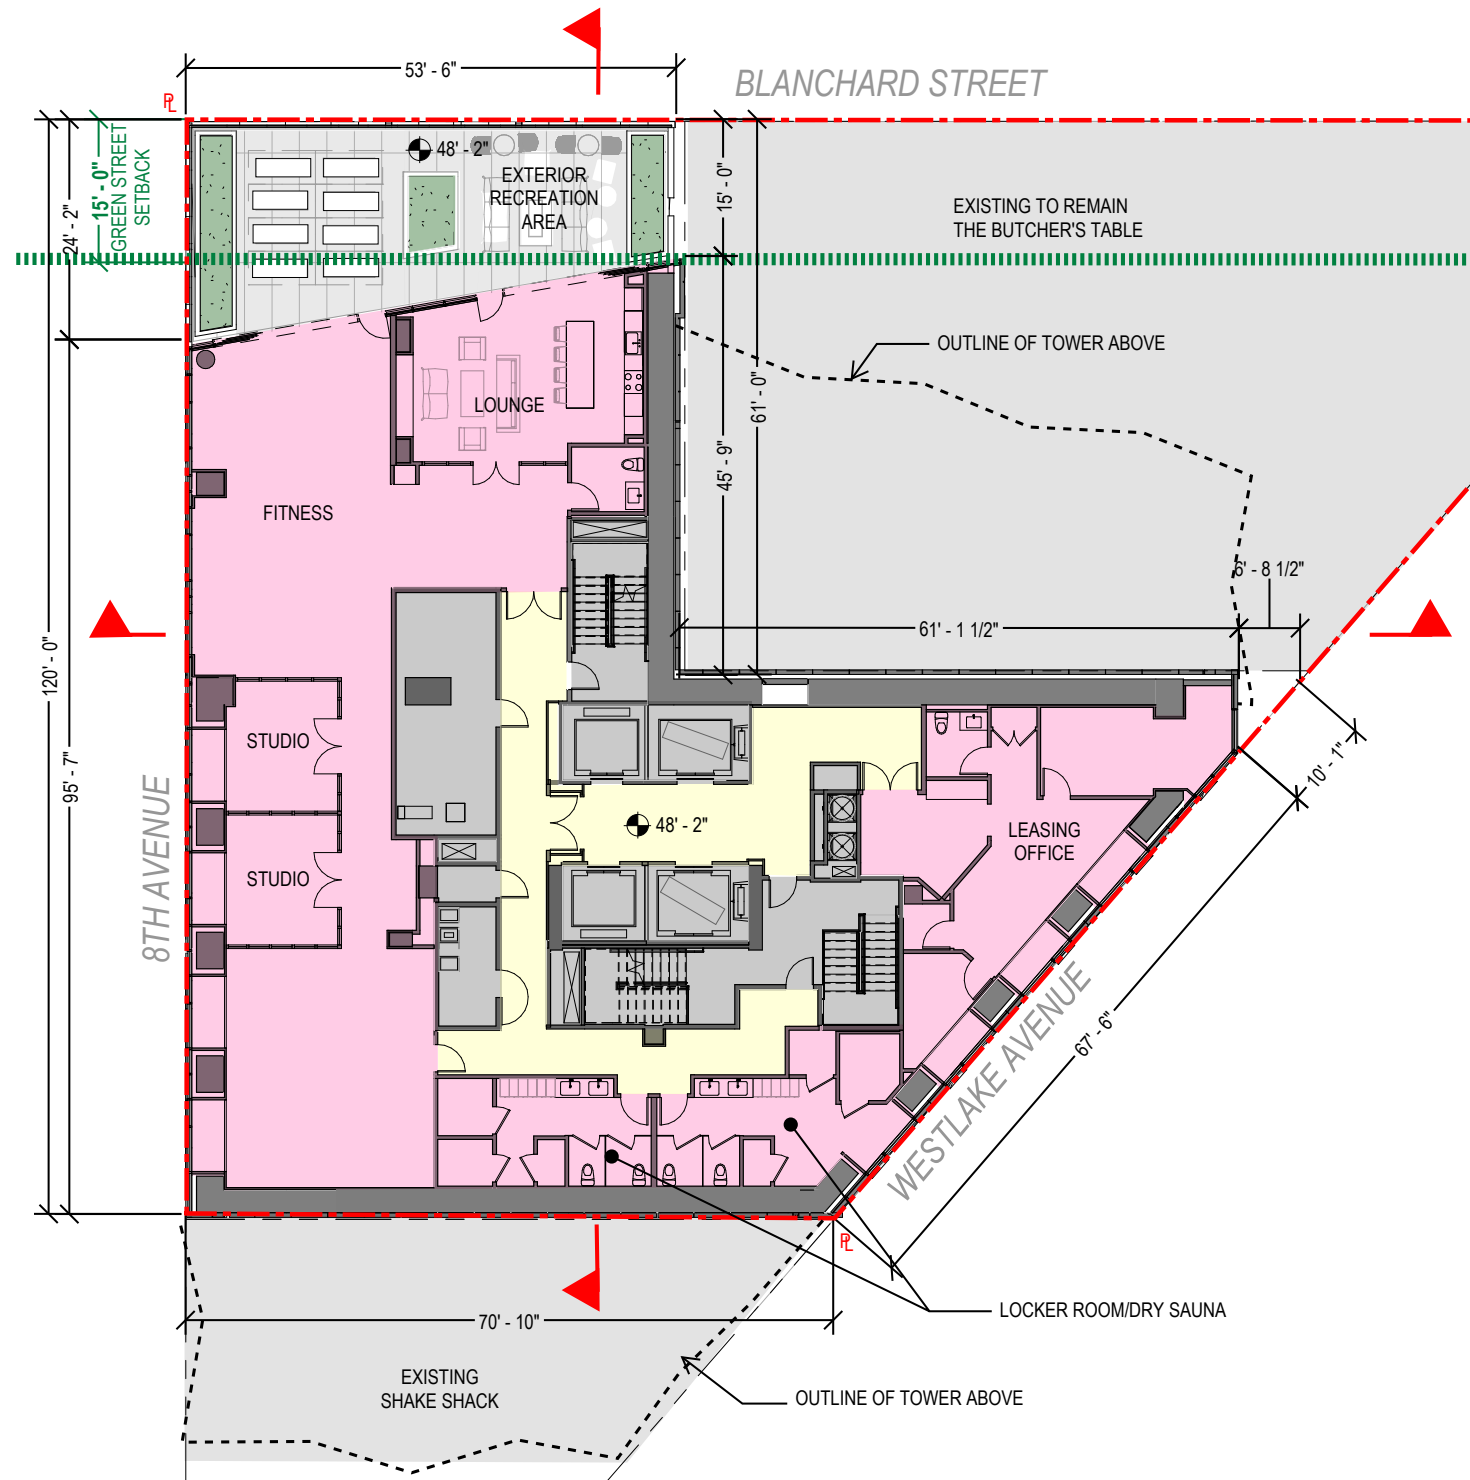 53' - 6"
BLANCHARD STREET
PL
48' - 2"
EXTERIOR
RECREATION
AREA
15' - 0"
GREEN STREET
SETBACK
24' - 2"
15' - 0"
EXISTING TO REMAIN
THE BUTCHER'S TABLE
OUTLINE OF TOWER ABOVE
LOUNGE
61' - 0"
45' - 9"
FITNESS
6' - 8 1/2"
61' - 1 1/2"
120' - 0"
STUDIO
95' - 7"
10' - 1"
48' - 2"
LEASING
OFFICE
8TH AVENUE
STUDIO
WESTLAKE AVENUE
67' - 6"
PL
LOCKER ROOM/DRY SAUNA
70' - 10"
EXISTING
SHAKE SHACK
OUTLINE OF TOWER ABOVE